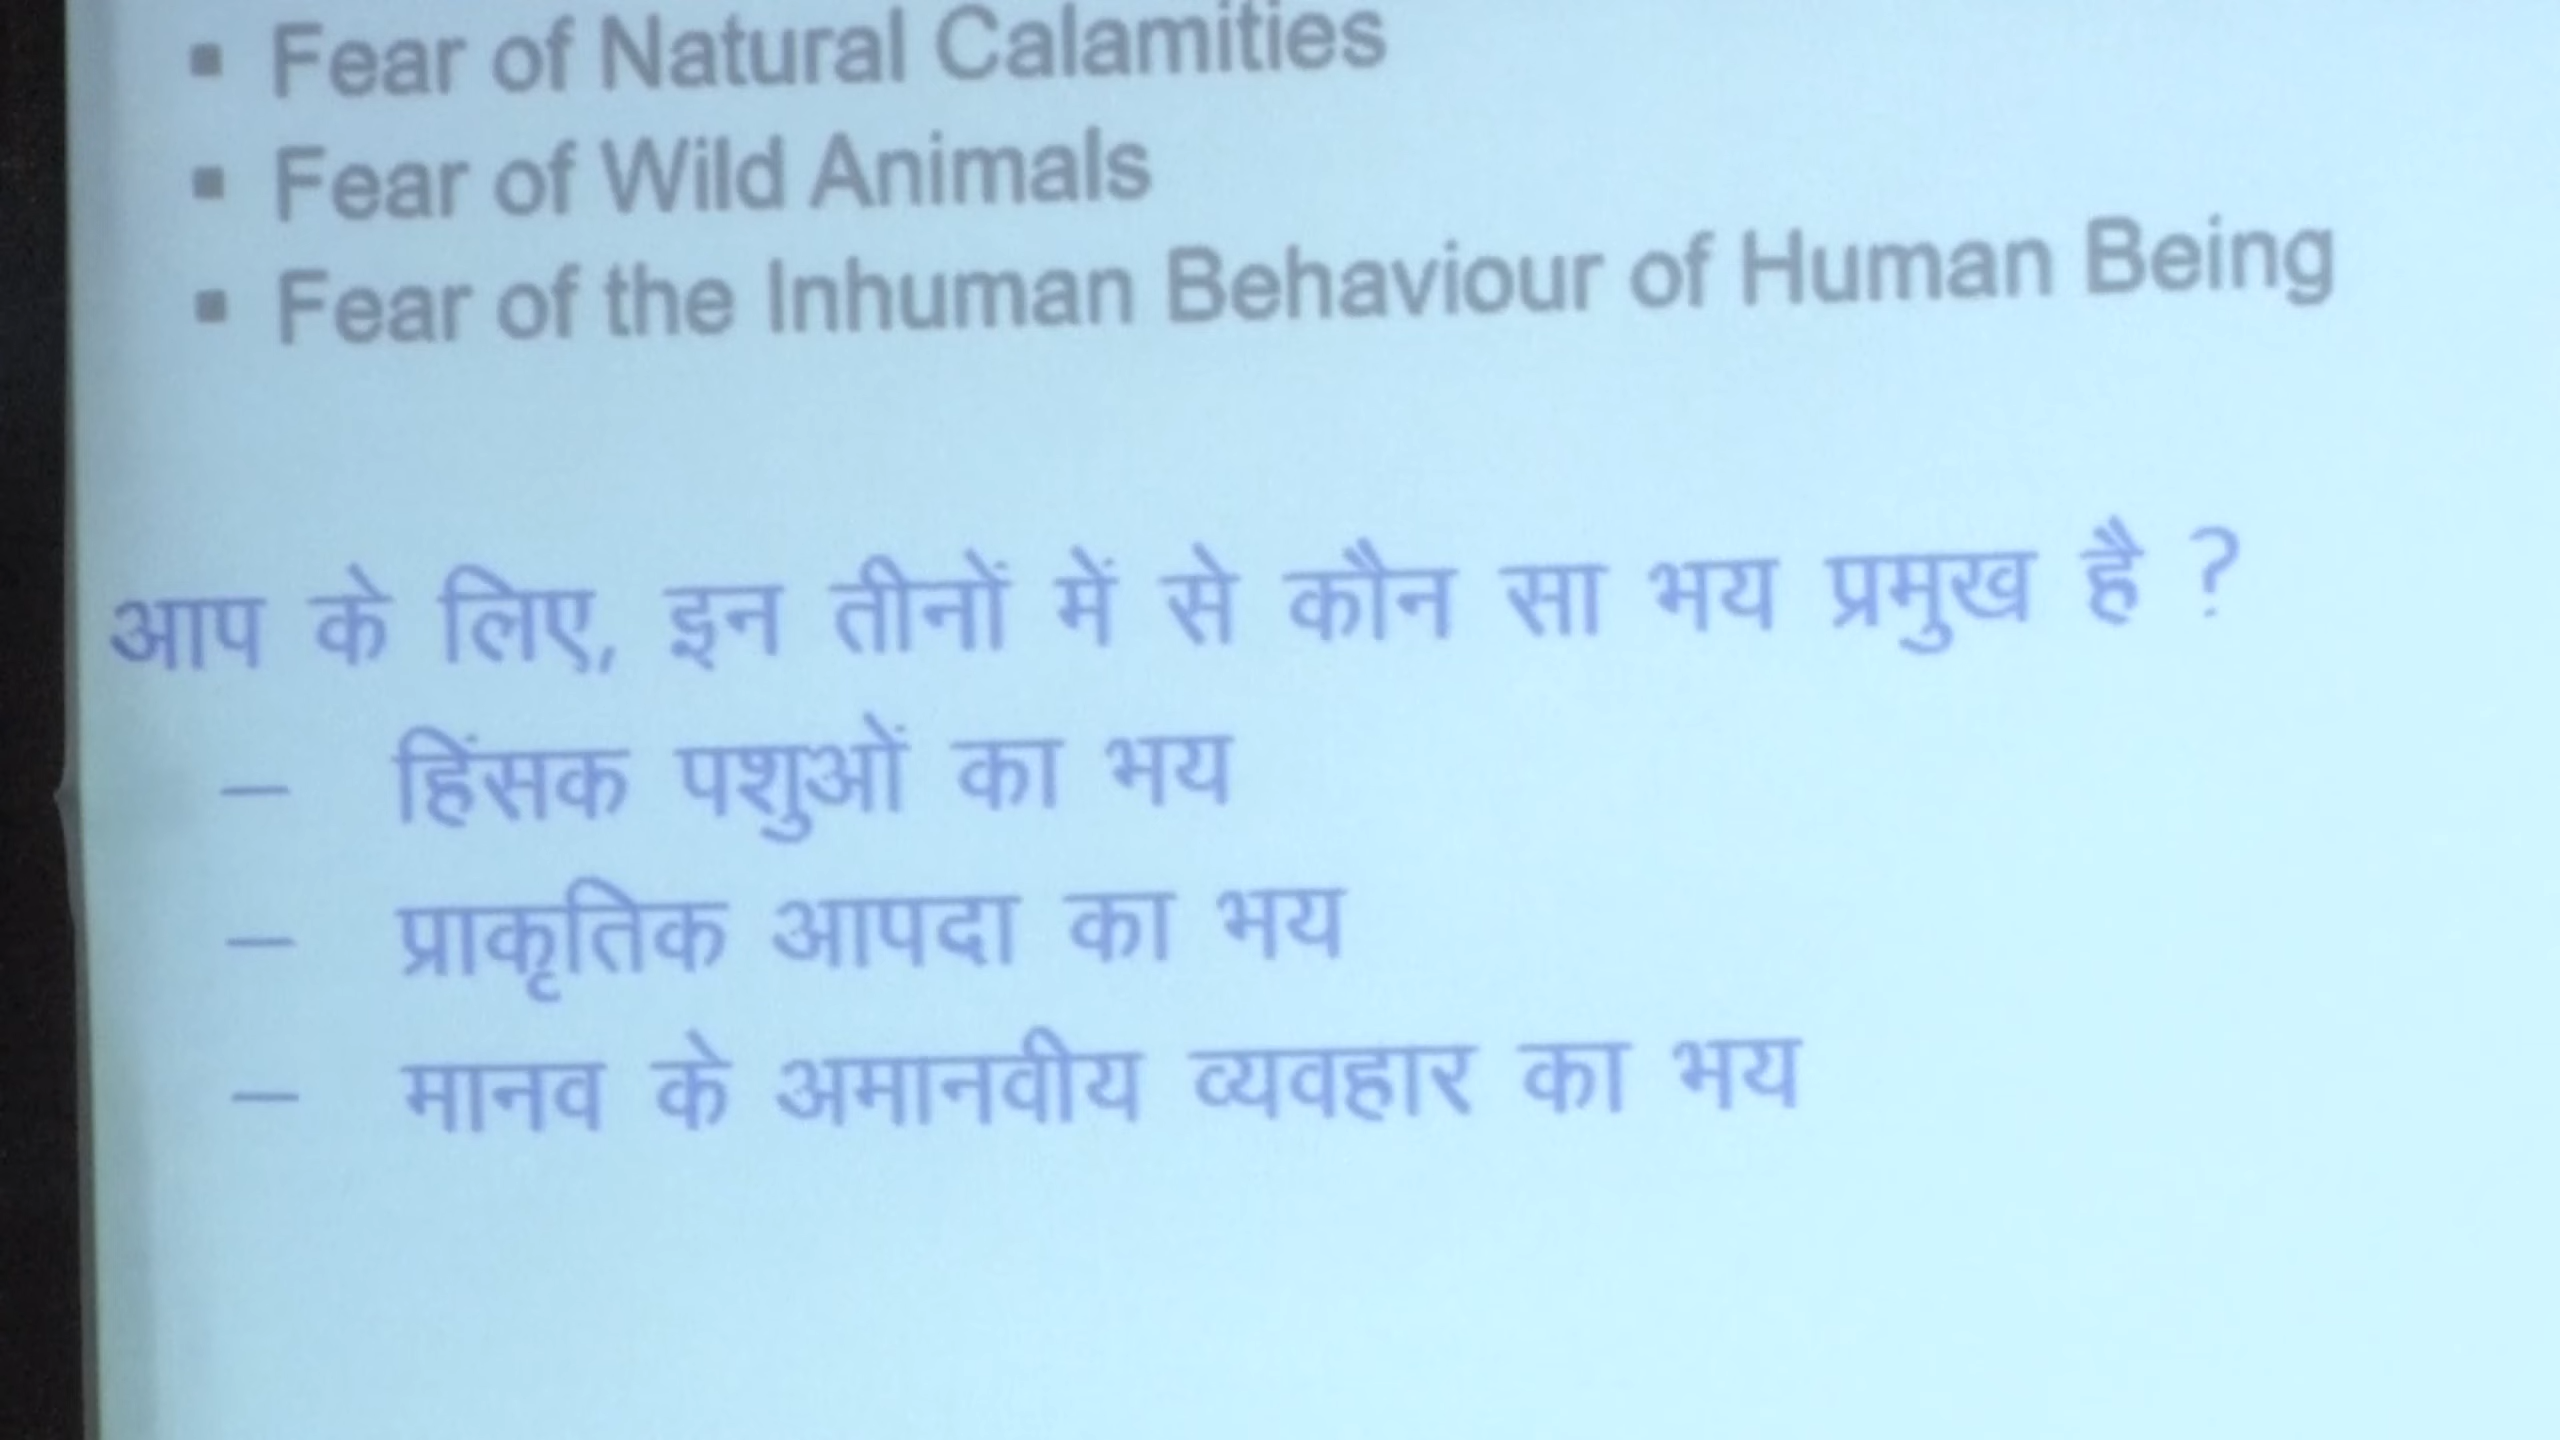 ▪ Fear of Natural Calamities
▪ Fear of Wild Animals
▪ Fear of the Inhuman Behaviour of Human Being
आप के लिए, इन तीनों में से कौन सा भय प्रमुख है ?
– हिंसक पशुओं का भय
– प्राकृतिक आपदा का भय
– मानव के अमानवीय व्यवहार का भय